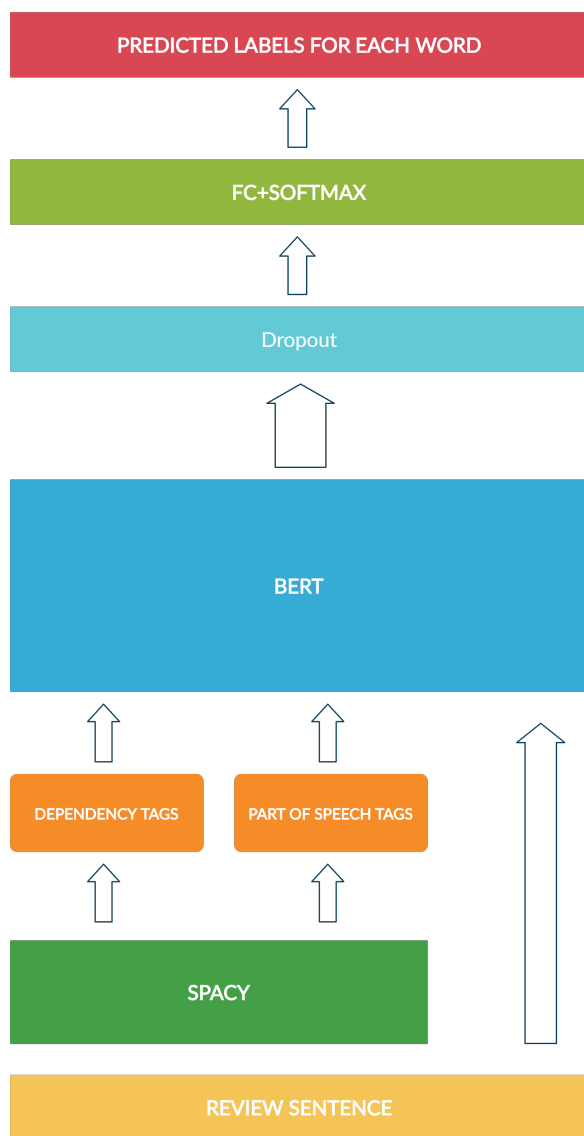 PREDICTED LABELS FOR EACH WORD
FC+SOFTMAX
Dropout
BERT
DEPENDENCY TAGS
PART OF SPEECH TAGS
SPACY
REVIEW SENTENCE